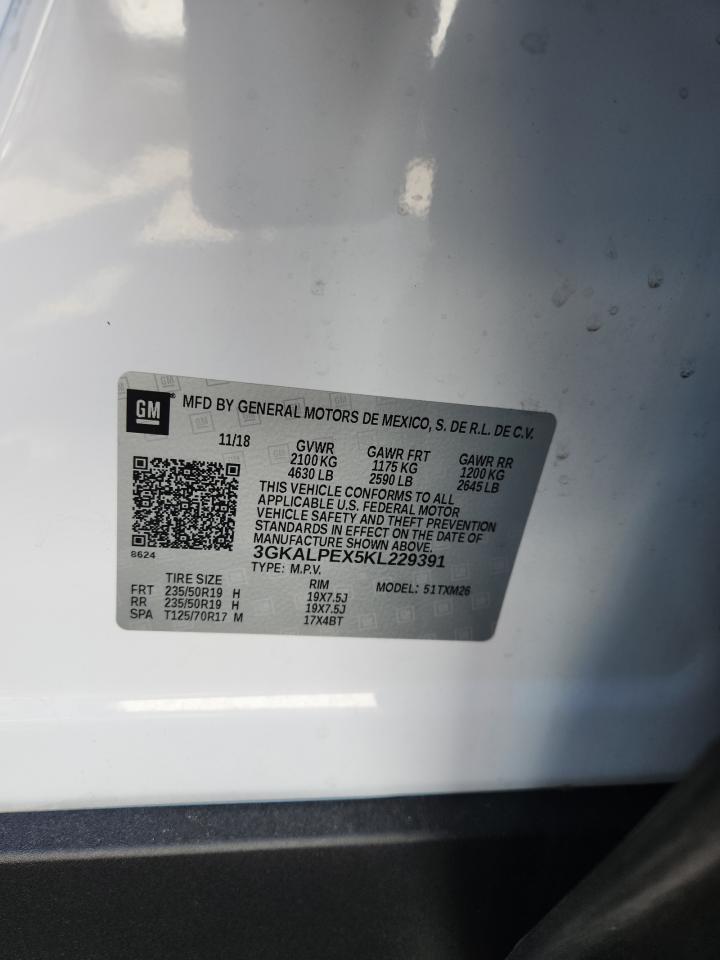 GM ® MFD BY GENERAL MOTORS DE MEXICO, S. DE R.L. DE C.V.
11/18 GVWR GAWR FRT GAWR RR
2100 KG 1175 KG 1200 KG
4630 LB 2590 LB 2645 LB
THIS VEHICLE CONFORMS TO ALL
APPLICABLE U.S. FEDERAL MOTOR
VEHICLE SAFETY AND THEFT PREVENTION
STANDARDS IN EFFECT ON THE DATE OF
MANUFACTURE SHOWN ABOVE.
8624 3GKALPEX5KL229391
TYPE: M.P.V.
TIRE SIZE RIM MODEL: 51TXM26
FRT 235/50R19 H 19X7.5J
RR 235/50R19 H 19X7.5J
SPA T125/70R17 M 17X4BT